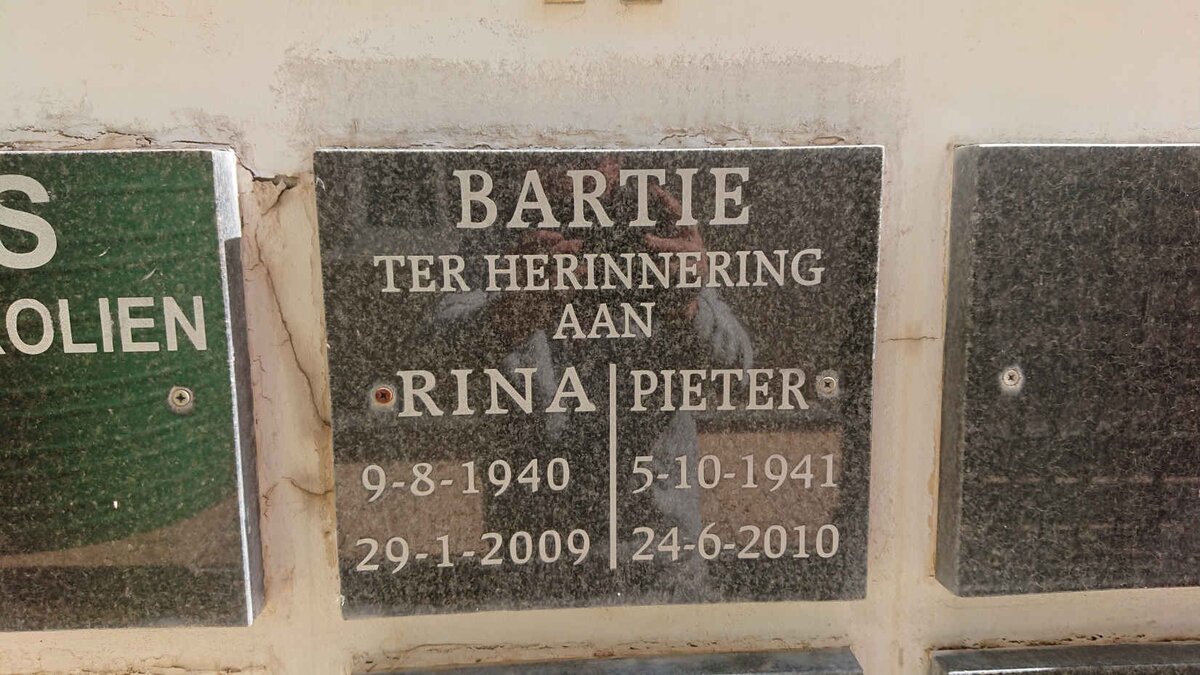 S
OLIEN
BARTIE
TER HERINNERING
AAN
RINA PIETER
9-8-1940 5-10-1941
29-1-2009 24-6-2010